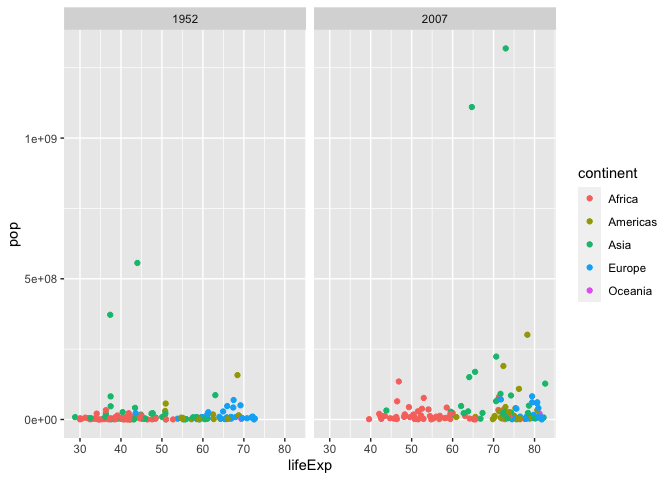 1952
2007
pop
1e+09
5e+08
0e+00
30 40 50 60 70 80
30 40 50 60 70 80
lifeExp
continent
Africa
Americas
Asia
Europe
Oceania